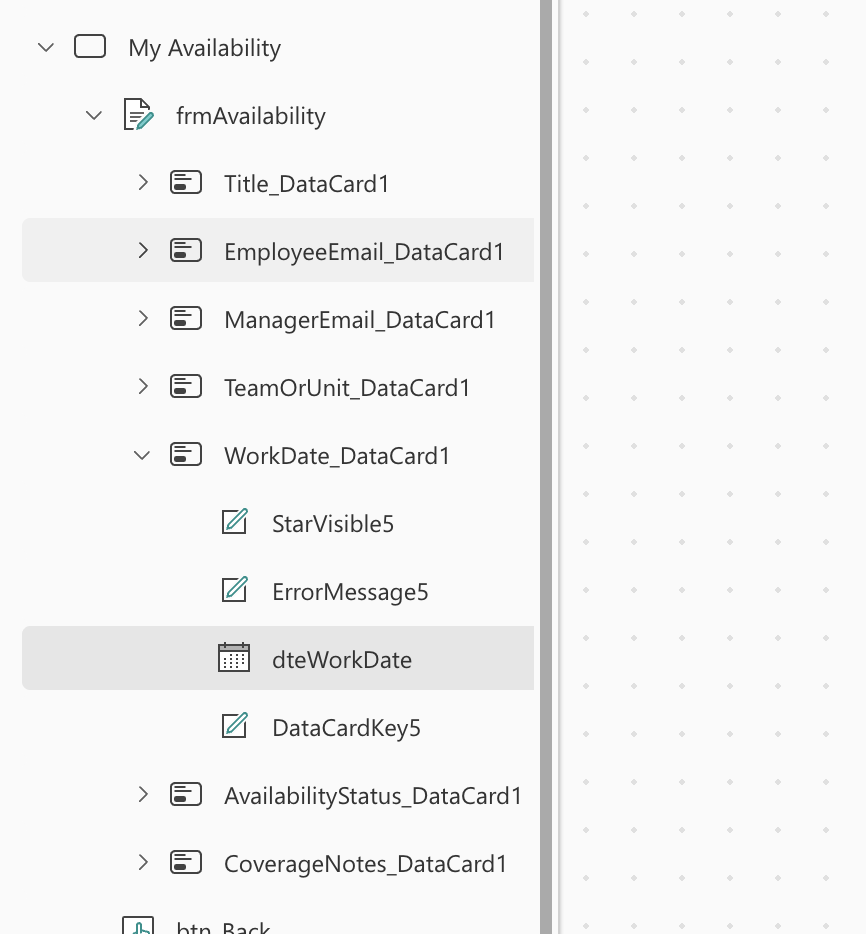 My Availability
frmAvailability
Title_DataCard1
EmployeeEmail_DataCard1
ManagerEmail_DataCard1
TeamOrUnit_DataCard1
WorkDate_DataCard1
StarVisible5
ErrorMessage5
dteWorkDate
DataCardKey5
AvailabilityStatus_DataCard1
CoverageNotes_DataCard1
btn_Back